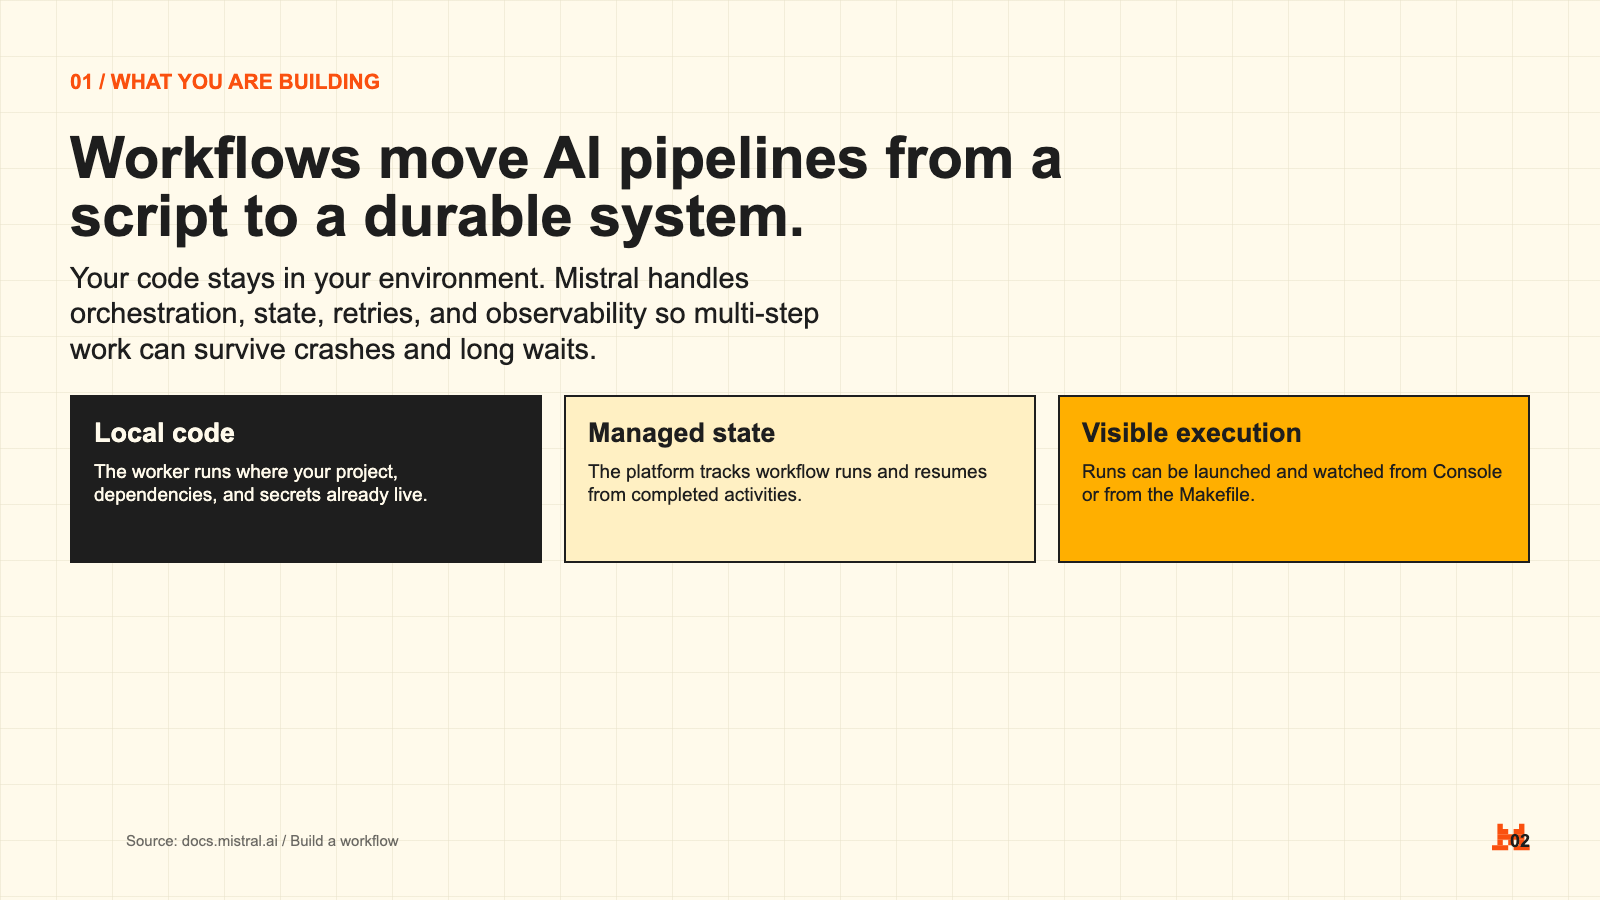 01 / WHAT YOU ARE BUILDING
Workflows move AI pipelines from a
script to a durable system.
Your code stays in your environment. Mistral handles
orchestration, state, retries, and observability so multi-step
work can survive crashes and long waits.
Local code
The worker runs where your project,
dependencies, and secrets already live.
Managed state
The platform tracks workflow runs and resumes
from completed activities.
Visible execution
Runs can be launched and watched from Console
or from the Makefile.
Source: docs.mistral.ai / Build a workflow
02